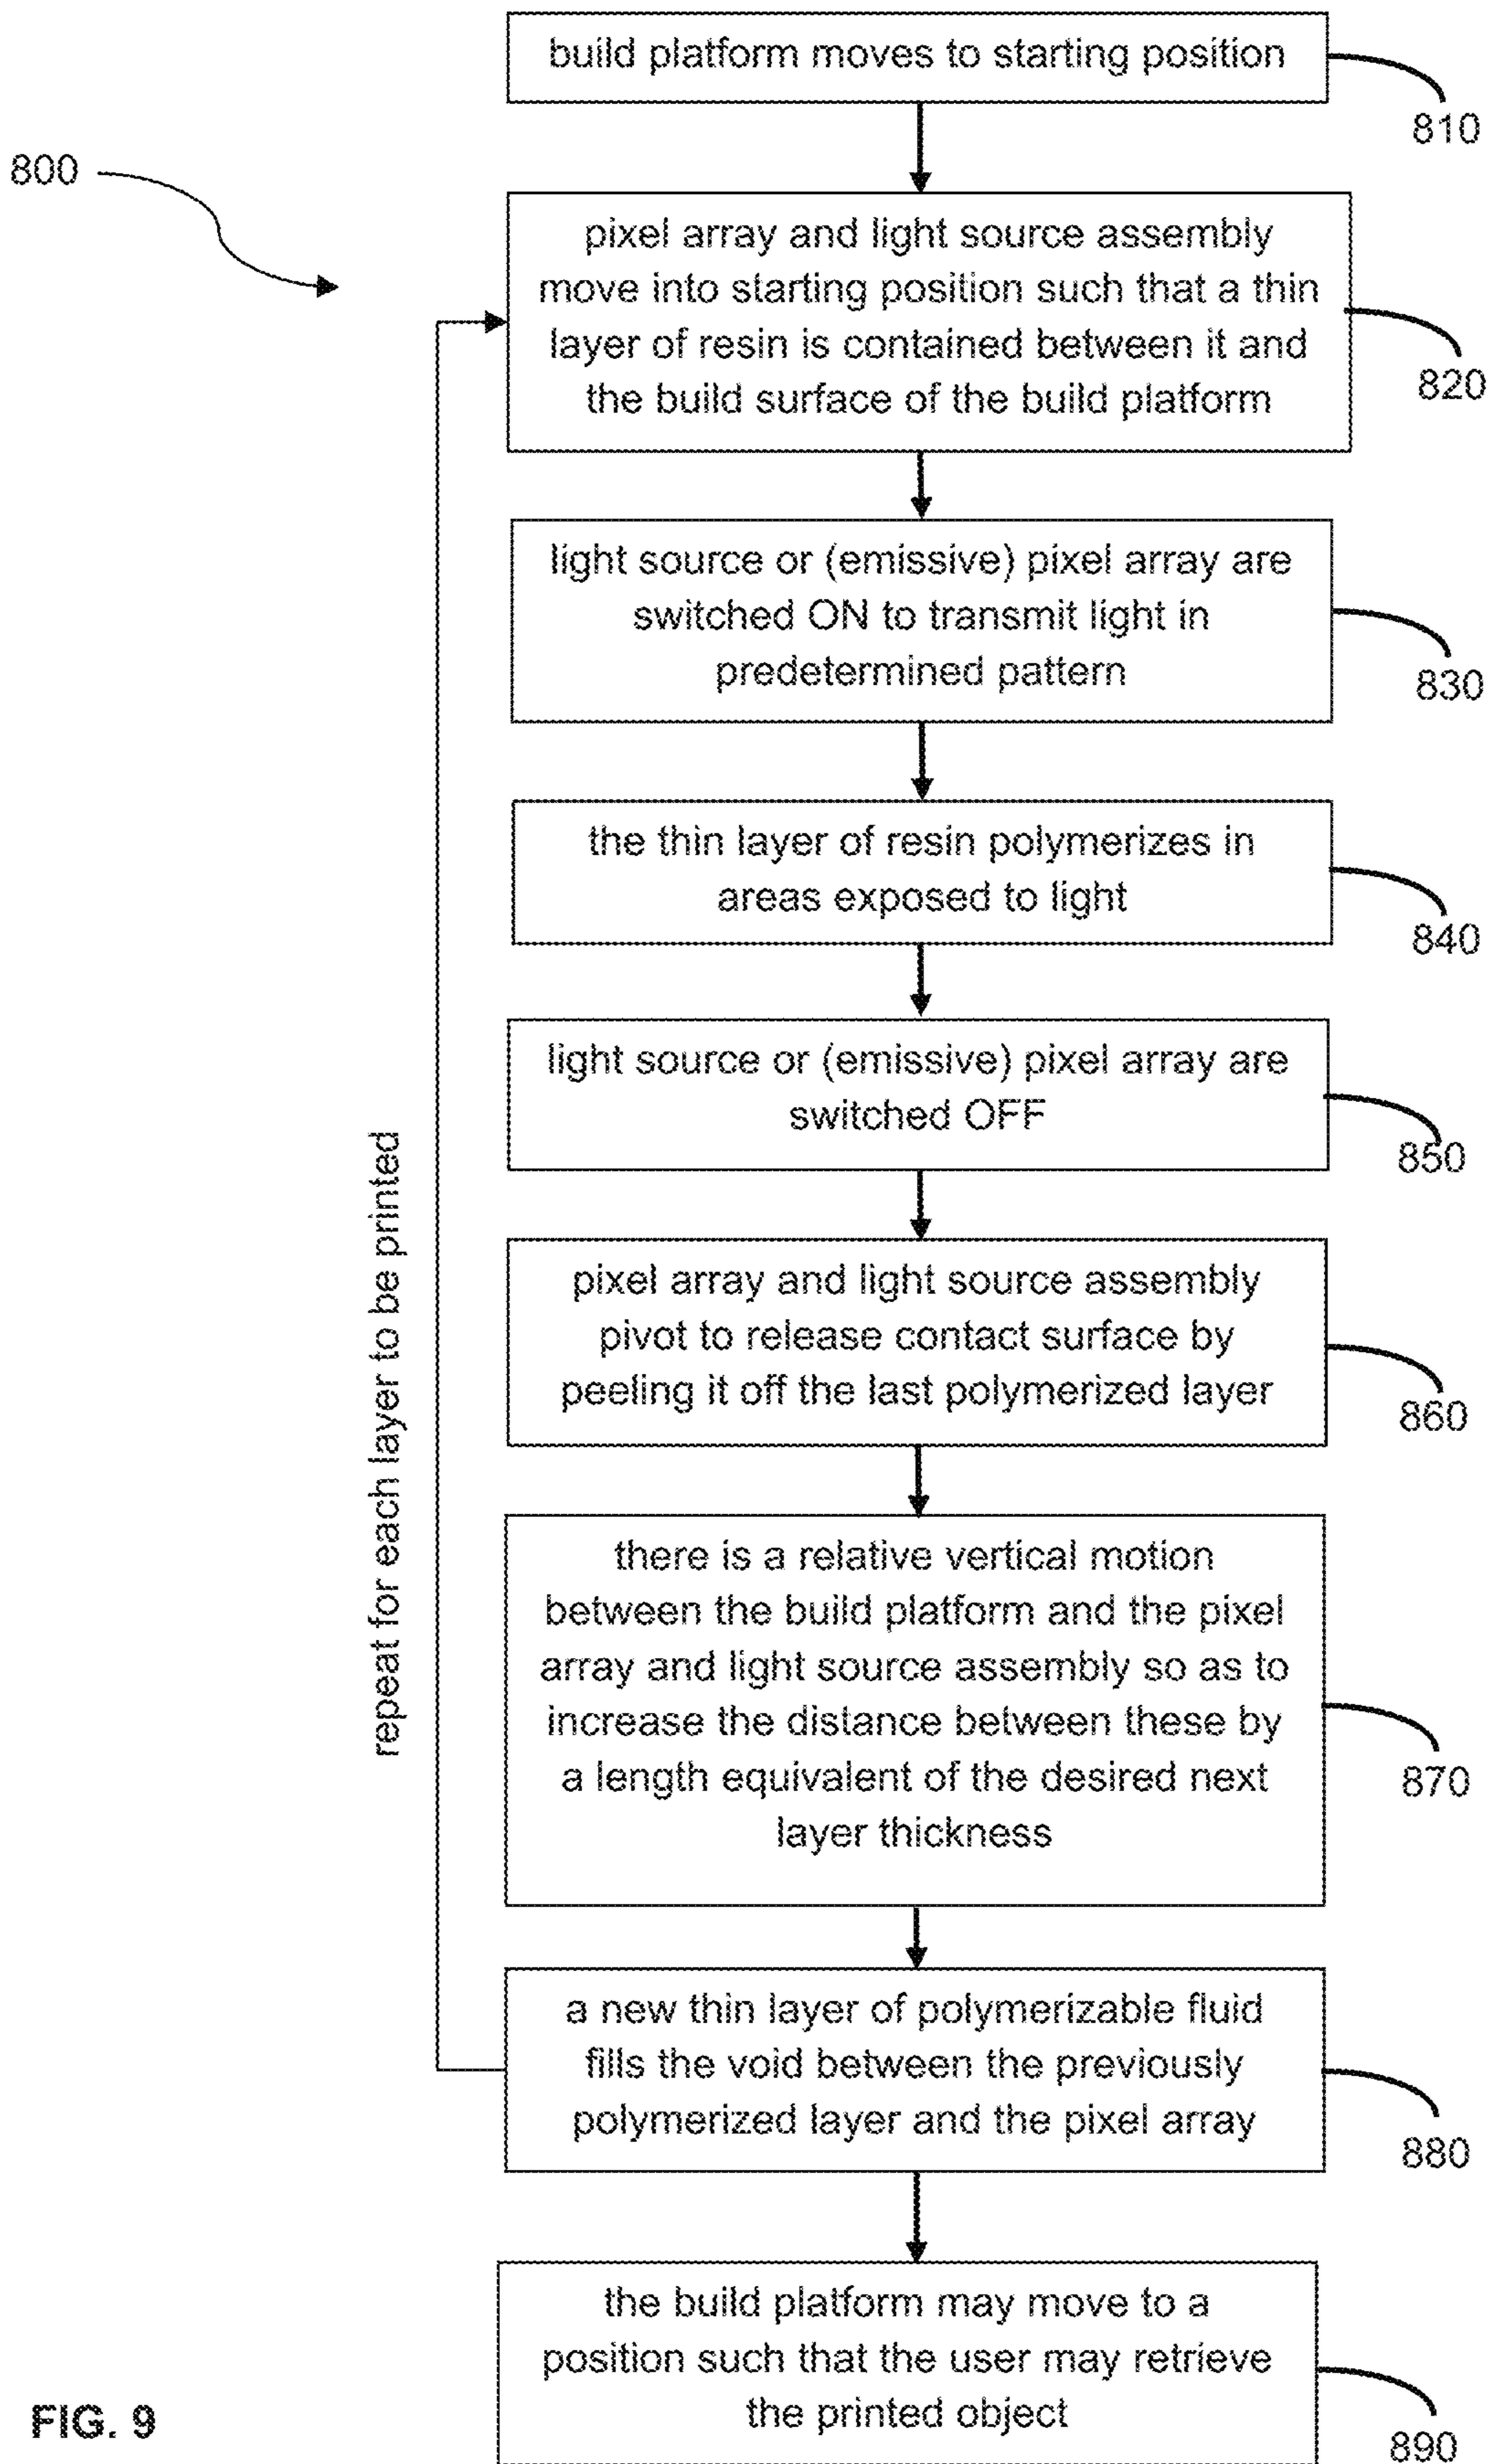 build platform moves to starting position
810
800
pixel array and light source assembly
move into starting position such that a thin
layer of resin is contained between it and
the build surface of the build platform
820
light source or (emissive) pixel array are
switched ON to transmit light in
predetermined pattern
830
the thin layer of resin polymerizes in
areas exposed to light
840
light source or (emissive) pixel array are
switched OFF
850
repeat for each layer to be printed
pixel array and light source assembly
pivot to release contact surface by
peeling it off the last polymerized layer
860
there is a relative vertical motion
between the build platform and the pixel
array and light source assembly so as to
increase the distance between these by
a length equivalent of the desired next
layer thickness
870
a new thin layer of polymerizable fluid
fills the void between the previously
polymerized layer and the pixel array
880
the build platform may move to a
position such that the user may retrieve
the printed object
890
FIG. 9